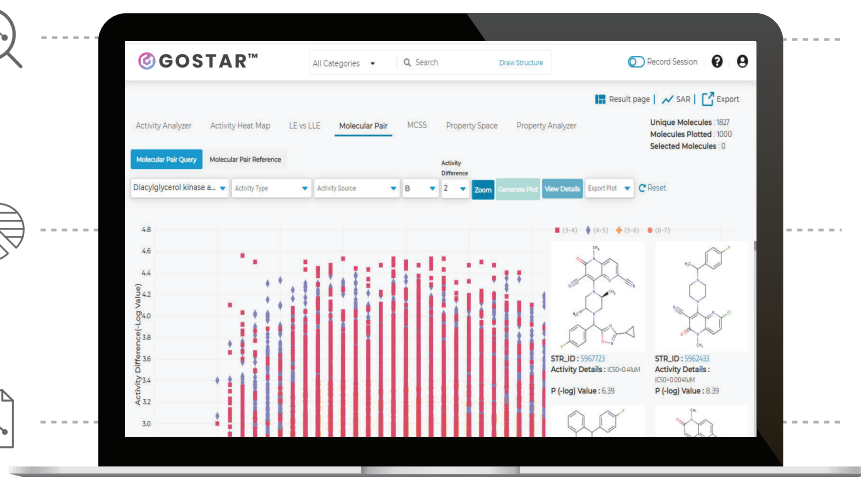 GOSTAR™
All Categories
Search
Draw Structure
Record Session
Result page | SAR | Export
Activity Analyzer
Activity Heat Map
LE vs LLE
Molecular Pair
MCSS
Property Space
Property Analyzer
Unique Molecules : 1827
Molecules Plotted : 1000
Selected Molecules : 0
Molecular Pair Query
Molecular Pair Reference
Activity
Difference
Diacylglycerol kinase a...
Activity Type
Activity Source
B
2
Zoom
Generate Plot
View Details
Export Plot
Reset
(3-4) (4-5) (5-6) (6-7)
Activity Difference(-Log Value)
4.8
4.6
4.4
4.2
4.0
3.8
3.6
3.4
3.2
3.0
STR_ID : 5967723
Activity Details : IC50=0.41uM
P (-log) Value : 6.39
STR_ID : 5962433
Activity Details :
IC50=0.0041uM
P (-log) Value : 8.39